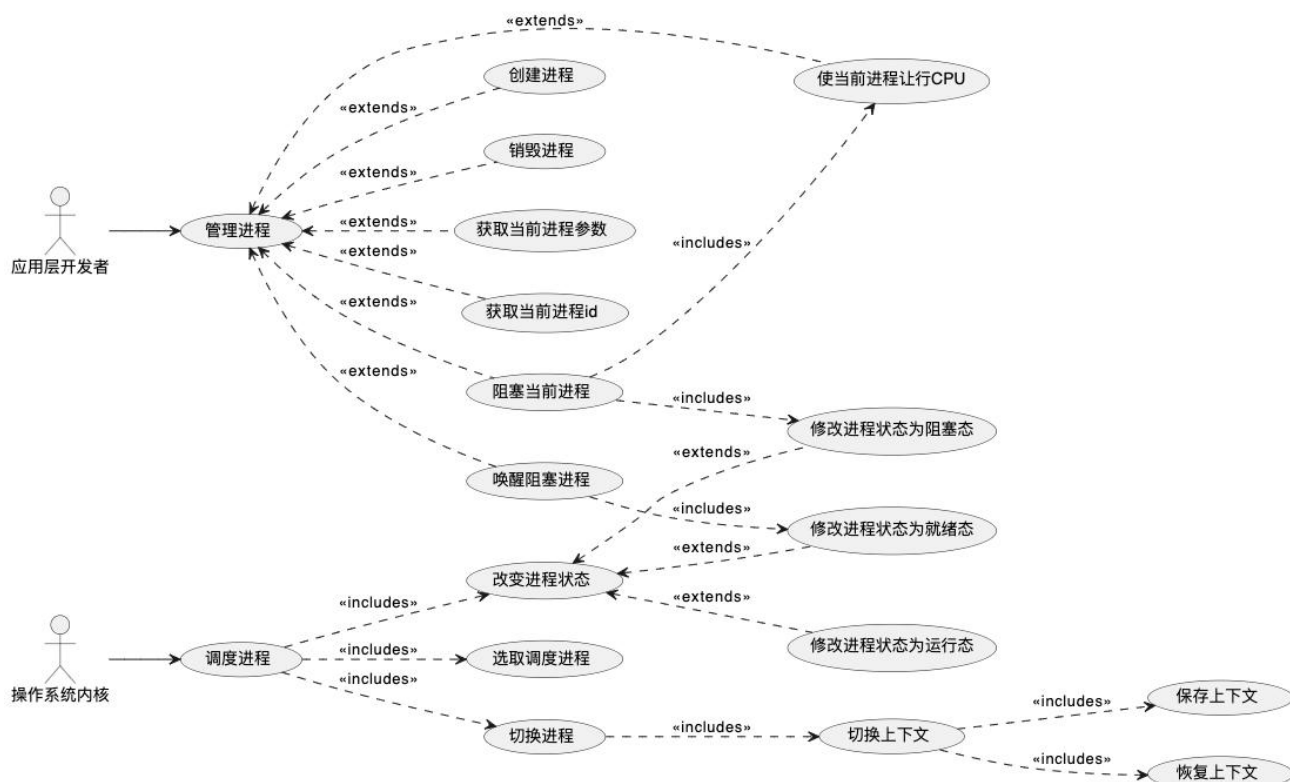 «extends»
创建进程
使当前进程让行CPU
«extends»
销毁进程
«extends»
管理进程
«extends»
获取当前进程参数
«includes»
应用层开发者
«extends»
获取当前进程id
«extends»
«extends»
阻塞当前进程
«includes»
修改进程状态为阻塞态
«extends»
唤醒阻塞进程
«includes»
修改进程状态为就绪态
«extends»
改变进程状态
«includes»
«extends»
修改进程状态为运行态
调度进程
«includes»
选取调度进程
«includes»
操作系统内核
保存上下文
«includes»
切换进程
«includes»
切换上下文
«includes»
恢复上下文